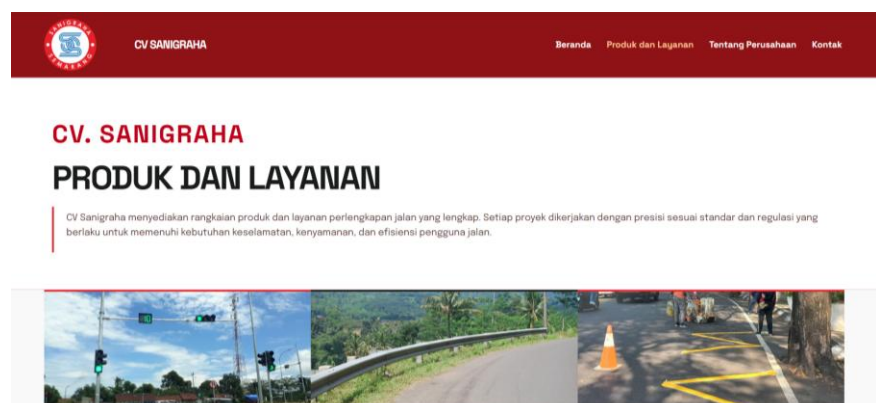 SANIGRAHA
SEMARANG
CV SANIGRAHA
Beranda Produk dan Layanan Tentang Perusahaan Kontak
CV. SANIGRAHA
PRODUK DAN LAYANAN
CV Sanigraha menyediakan rangkaian produk dan layanan perlengkapan jalan yang lengkap. Setiap proyek dikerjakan dengan presisi sesuai standar dan regulasi yang
berlaku untuk memenuhi kebutuhan keselamatan, kenyamanan, dan efisiensi pengguna jalan.